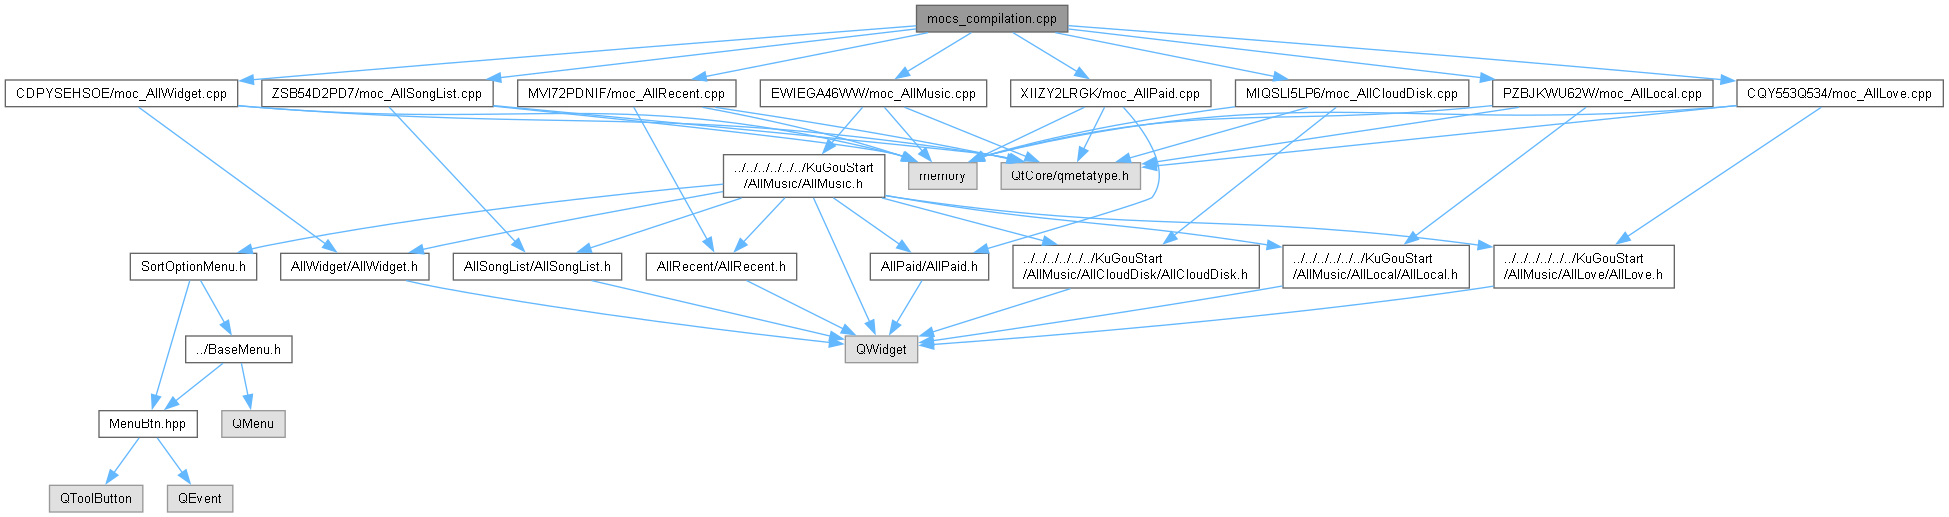 mocs_compilation.cpp
CDPYSEHSOE/moc_AllWidget.cpp
ZSB54D2PD7/moc_AllSongList.cpp
MVI72PDNIF/moc_AllRecent.cpp
EWIEGA46WW/moc_AllMusic.cpp
XIIZY2LRGK/moc_AllPaid.cpp
MIQSLI5LP6/moc_AllCloudDisk.cpp
PZBJKWU62W/moc_AllLocal.cpp
CQY553Q534/moc_AllLove.cpp
../../../../../../KuGouStart
/AllMusic/AllMusic.h
memory
QtCore/qmetatype.h
SortOptionMenu.h
AllWidget/AllWidget.h
AllSongList/AllSongList.h
AllRecent/AllRecent.h
AllPaid/AllPaid.h
../../../../../../KuGouStart
/AllMusic/AllCloudDisk/AllCloudDisk.h
../../../../../../KuGouStart
/AllMusic/AllLocal/AllLocal.h
../../../../../../KuGouStart
/AllMusic/AllLove/AllLove.h
../BaseMenu.h
QWidget
MenuBtn.hpp
QMenu
QToolButton
QEvent